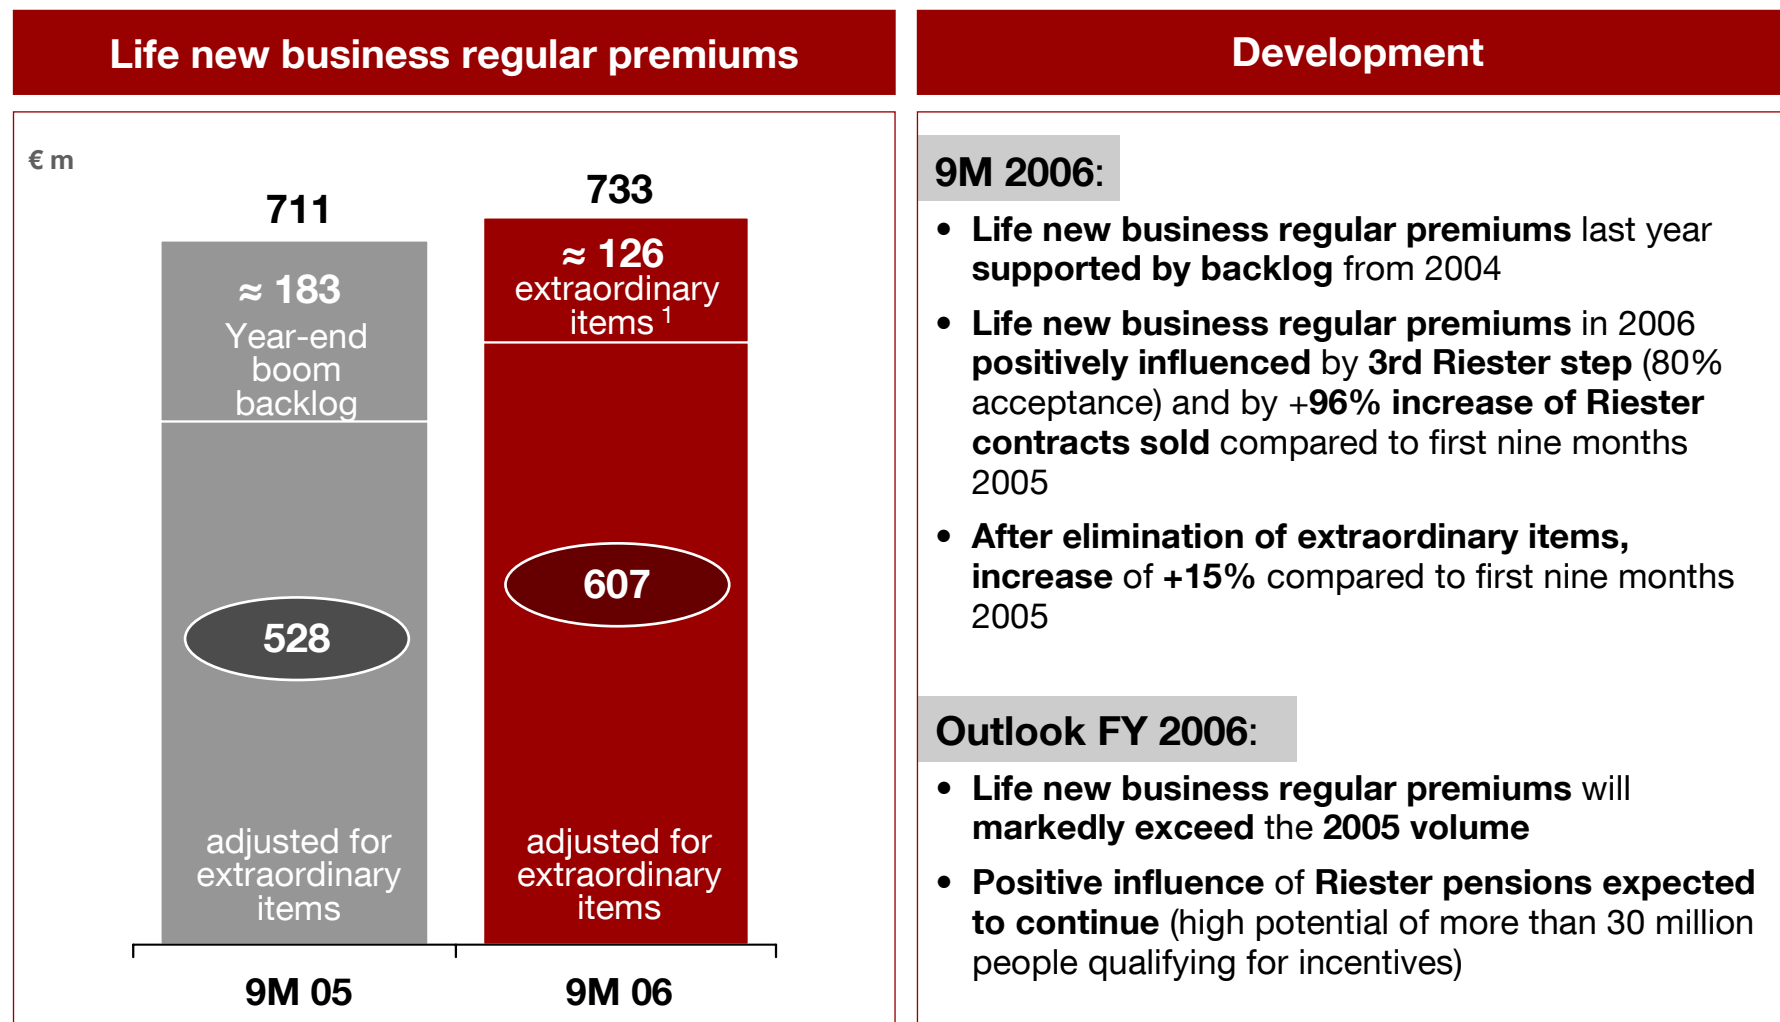 Life new business regular premiums
€ m
711
≈ 183
Year-end
boom
backlog
528
adjusted for
extraordinary
items
9M 05
733
≈ 126
extraordinary
items 1
607
adjusted for
extraordinary
items
9M 06
Development
9M 2006:
• Life new business regular premiums last year
supported by backlog from 2004
• Life new business regular premiums in 2006
positively influenced by 3rd Riester step (80%
acceptance) and by +96% increase of Riester
contracts sold compared to first nine months
2005
• After elimination of extraordinary items,
increase of +15% compared to first nine months
2005
Outlook FY 2006:
• Life new business regular premiums will
markedly exceed the 2005 volume
• Positive influence of Riester pensions expected
to continue (high potential of more than 30 million
people qualifying for incentives)